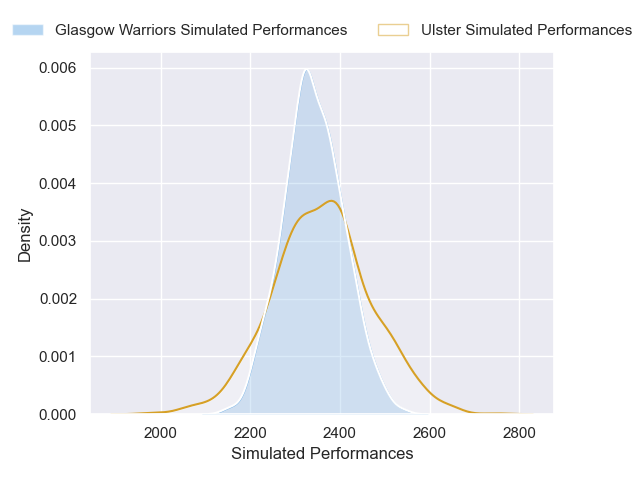 Glasgow Warriors Simulated Performances Ulster Simulated Performances
0.006
0.005
0.004
0.003
0.002
0.001
0.000
Density
2000 2200 2400 2600 2800
Simulated Performances